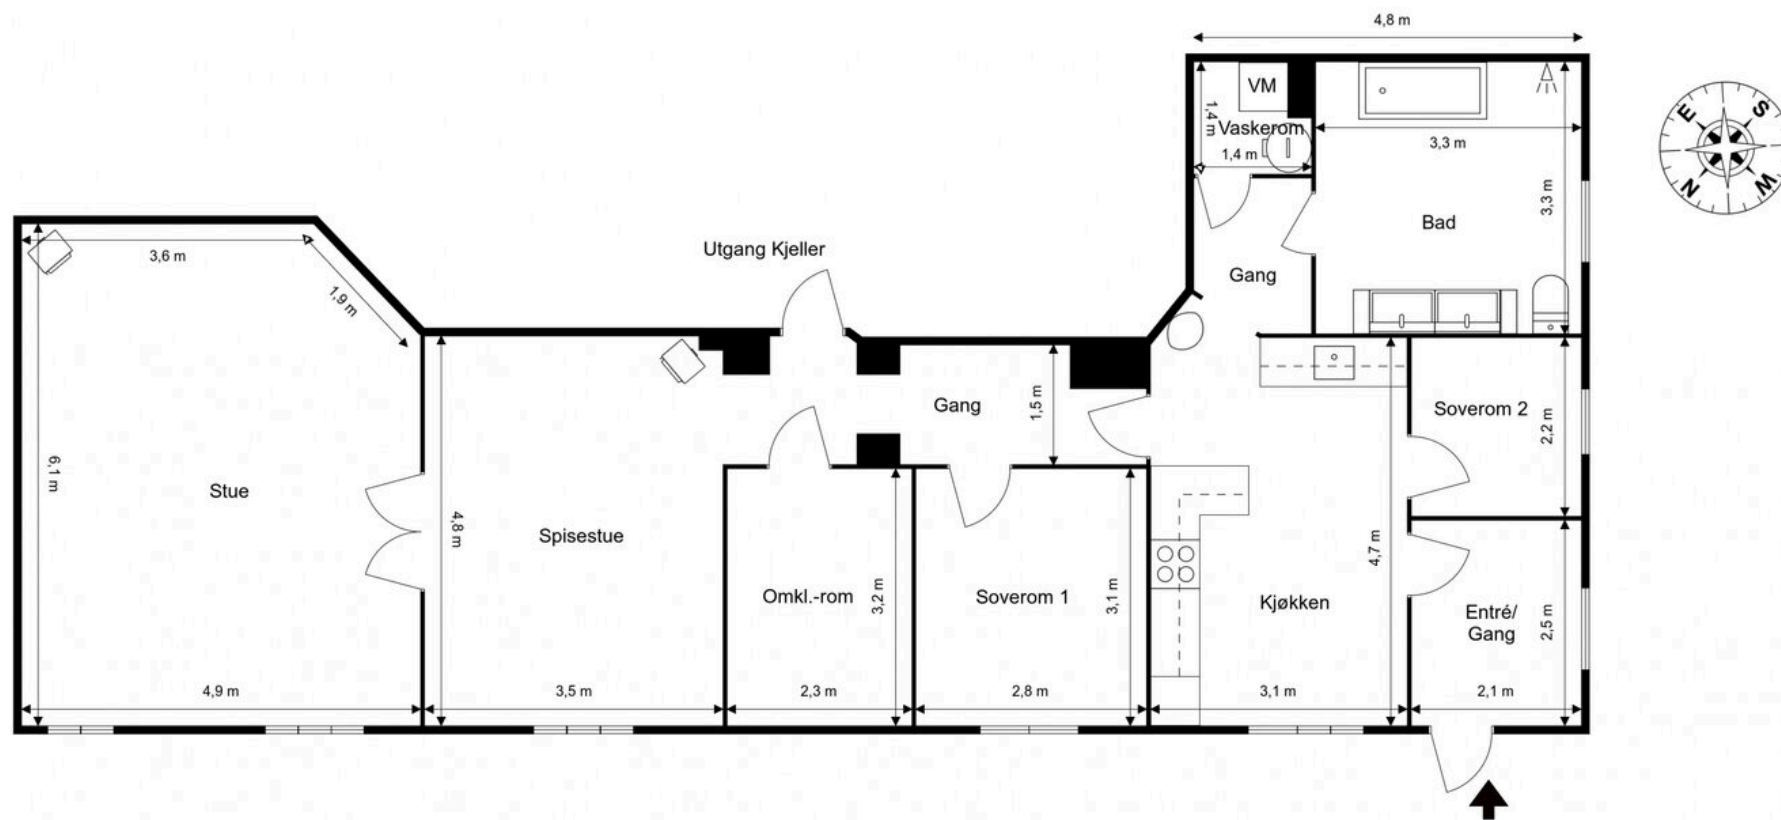 4,8 m
VM
1,4 m
Vaskerom
1,4 m
3,3 m
3,3 m
Bad
E
S
N
W
3,6 m
1,9 m
Utgang Kjeller
Gang
6,1 m
Stue
4,8 m
Spisestue
Gang
1,5 m
Soverom 2
2,2 m
Omkl.-rom
3,2 m
Soverom 1
3,1 m
Kjøkken
4,7 m
Entré/
Gang
2,5 m
4,9 m
3,5 m
2,3 m
2,8 m
3,1 m
2,1 m